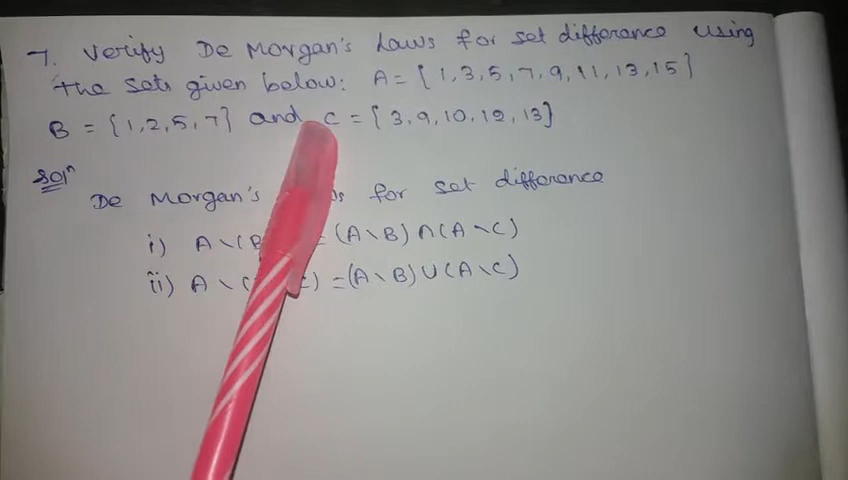 7. Verify De Morgan's Laws for set difference using
the sets given below: A = { 1, 3, 5, 7, 9, 11, 13, 15}
B = {1, 2, 5, 7} and C = { 3, 9, 10, 12, 13}
Solⁿ
De Morgan's for set difference
i) A \ (B = (A \ B) ∩ (A \ C)
ii) A \ ( ) = (A \ B) ∪ (A \ C)